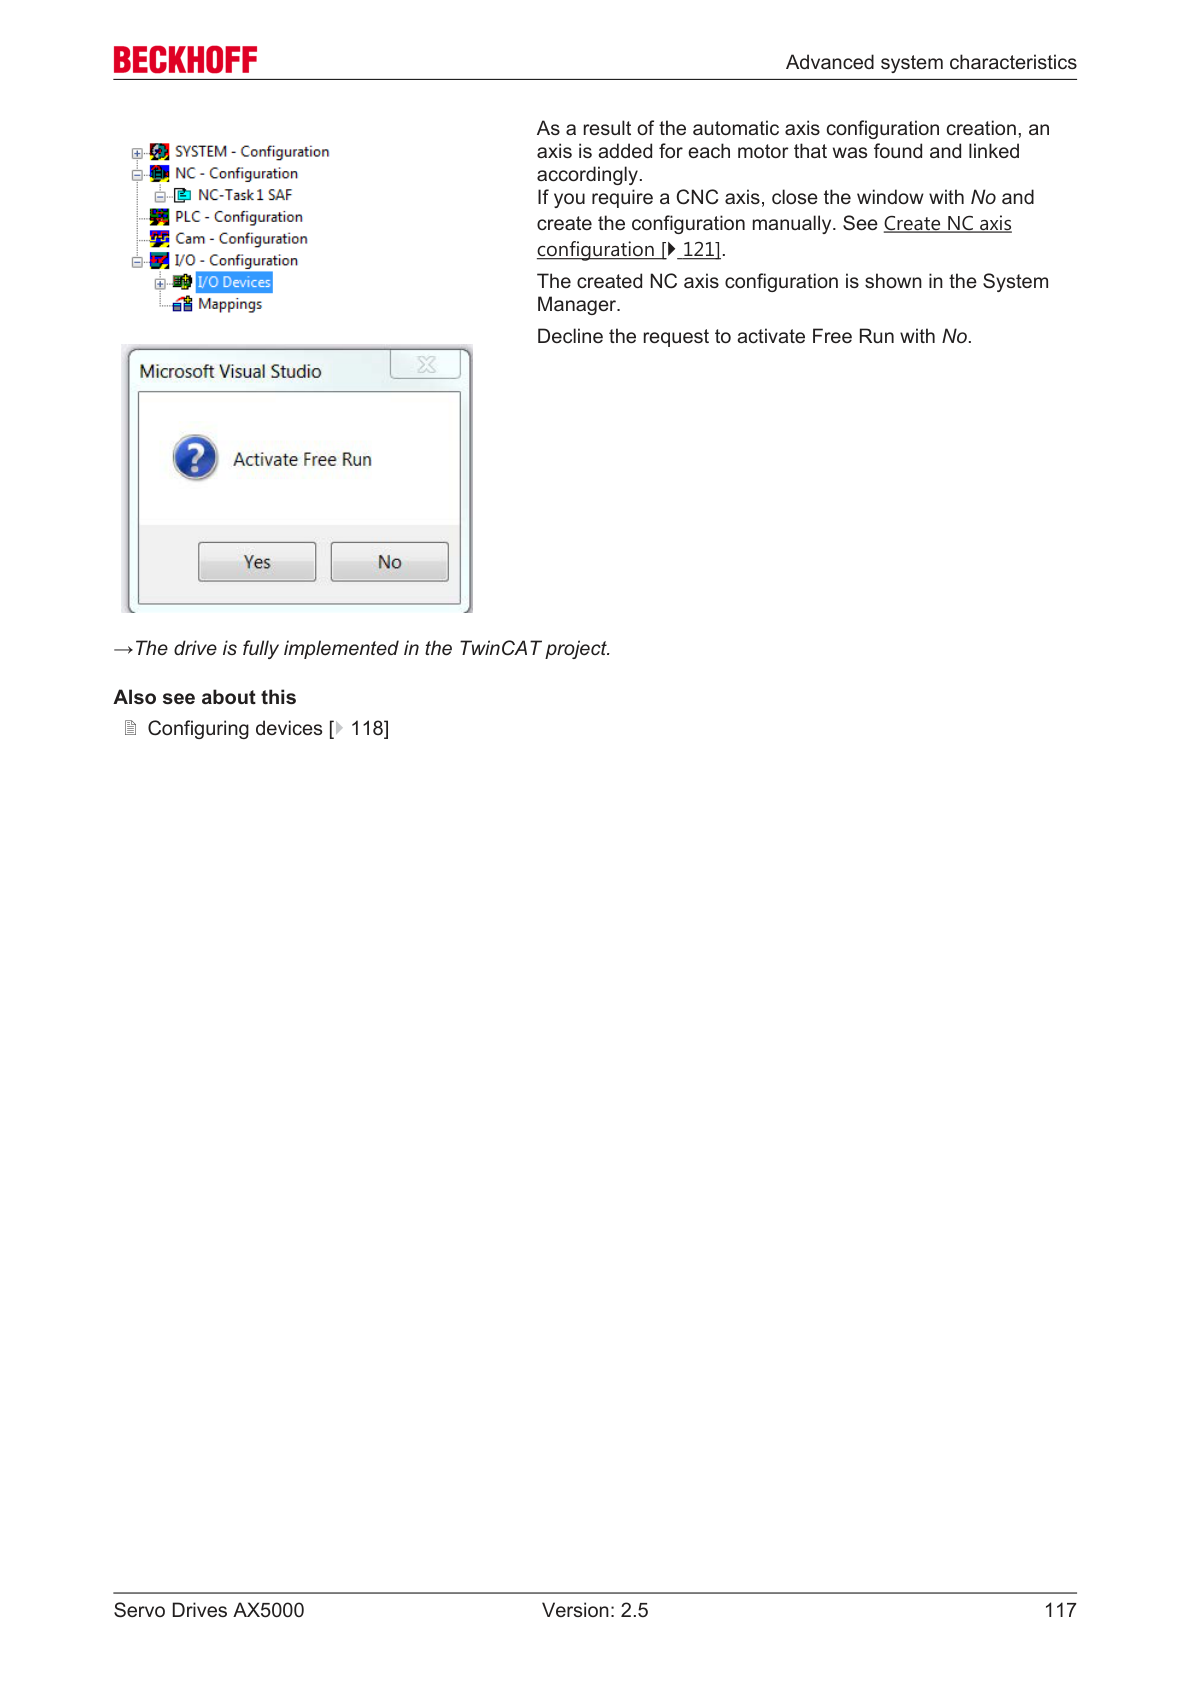 BECKHOFF
Advanced system characteristics
SYSTEM - Configuration
NC - Configuration
NC-Task 1 SAF
PLC - Configuration
Cam - Configuration
I/O - Configuration
I/O Devices
Mappings
As a result of the automatic axis configuration creation, an
axis is added for each motor that was found and linked
accordingly.
If you require a CNC axis, close the window with No and
create the configuration manually. See Create NC axis
configuration [ 121].
The created NC axis configuration is shown in the System
Manager.
Decline the request to activate Free Run with No.
Microsoft Visual Studio
Activate Free Run
Yes
No
→The drive is fully implemented in the TwinCAT project.
Also see about this
Configuring devices [ 118]
Servo Drives AX5000
Version: 2.5
117